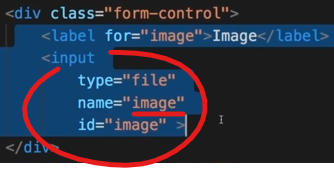 <div class="form-control">
<label for="image">Image</label>
<input
type="file"
name="image"
id="image" >
</div>